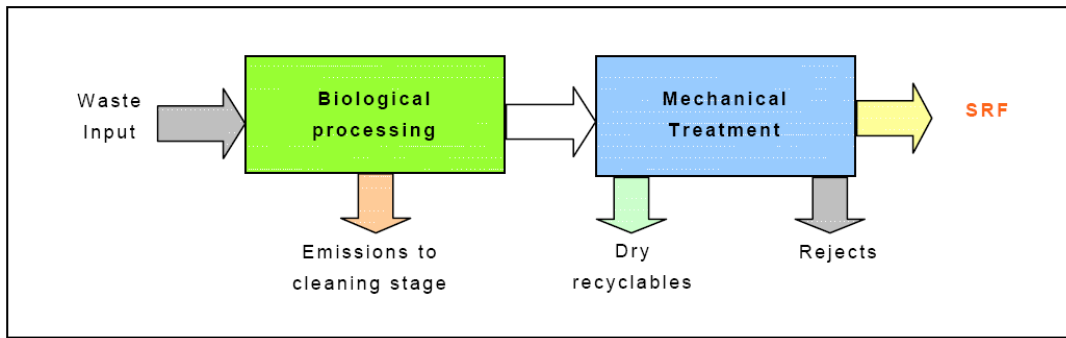 Waste
Input
Biological
processing
Mechanical
Treatment
SRF
Emissions to
cleaning stage
Dry
recyclables
Rejects